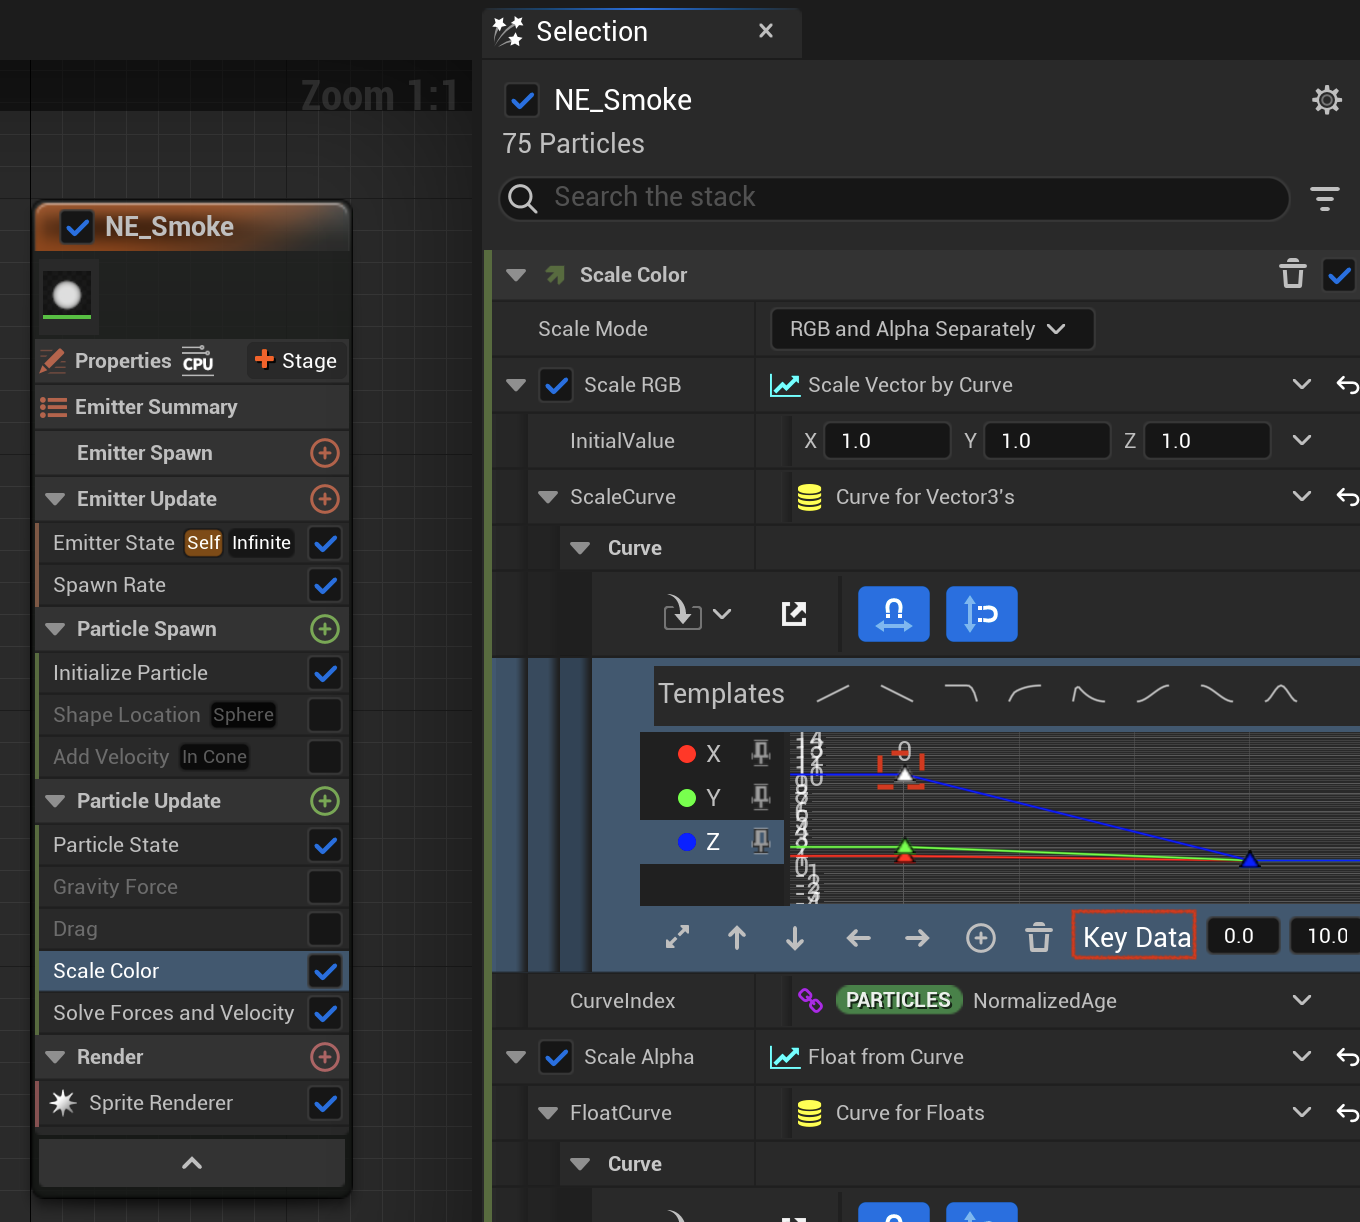 Selection
Zoom 1:1
NE_Smoke
75 Particles
Search the stack
NE_Smoke
Properties CPU Stage
Emitter Summary
Emitter Spawn
Emitter Update
Emitter State Self Infinite
Spawn Rate
Particle Spawn
Initialize Particle
Shape Location Sphere
Add Velocity In Cone
Particle Update
Particle State
Gravity Force
Drag
Scale Color
Solve Forces and Velocity
Render
Sprite Renderer
Scale Color
Scale Mode RGB and Alpha Separately
Scale RGB Scale Vector by Curve
InitialValue X 1.0 Y 1.0 Z 1.0
ScaleCurve Curve for Vector3's
Curve
Templates
X
Y
Z
0
Key Data 0.0 10.0
CurveIndex PARTICLES NormalizedAge
Scale Alpha Float from Curve
FloatCurve Curve for Floats
Curve